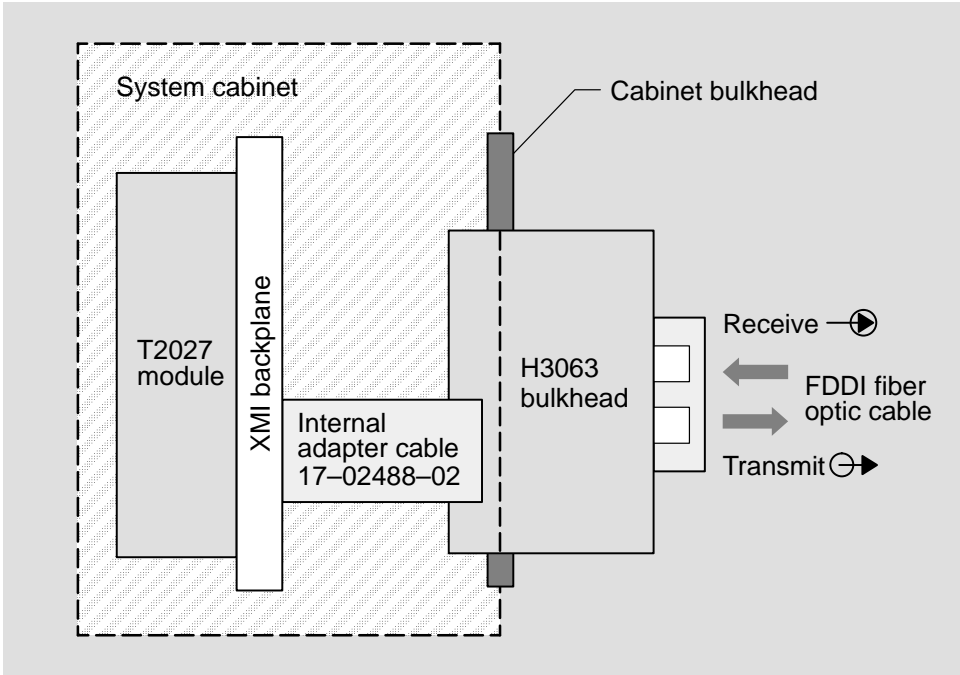 System cabinet
Cabinet bulkhead
T2027
module
XMI backplane
Internal
adapter cable
17–02488–02
H3063
bulkhead
Receive
FDDI fiber
optic cable
Transmit